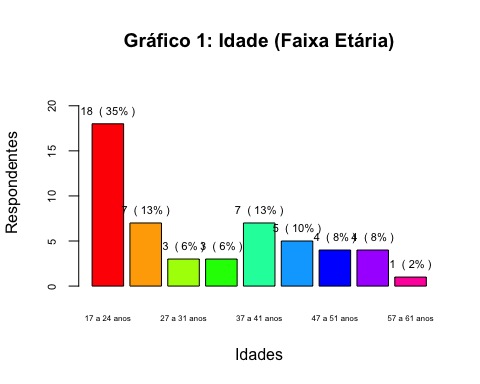 Gráfico 1: Idade (Faixa Etária)
Respondentes
20
15
10
5
0
18 ( 35% )
7 ( 13% )
3 ( 6% )
3 ( 6% )
7 ( 13% )
5 ( 10% )
4 ( 8% )
4 ( 8% )
1 ( 2% )
17 a 24 anos
27 a 31 anos
37 a 41 anos
47 a 51 anos
57 a 61 anos
Idades